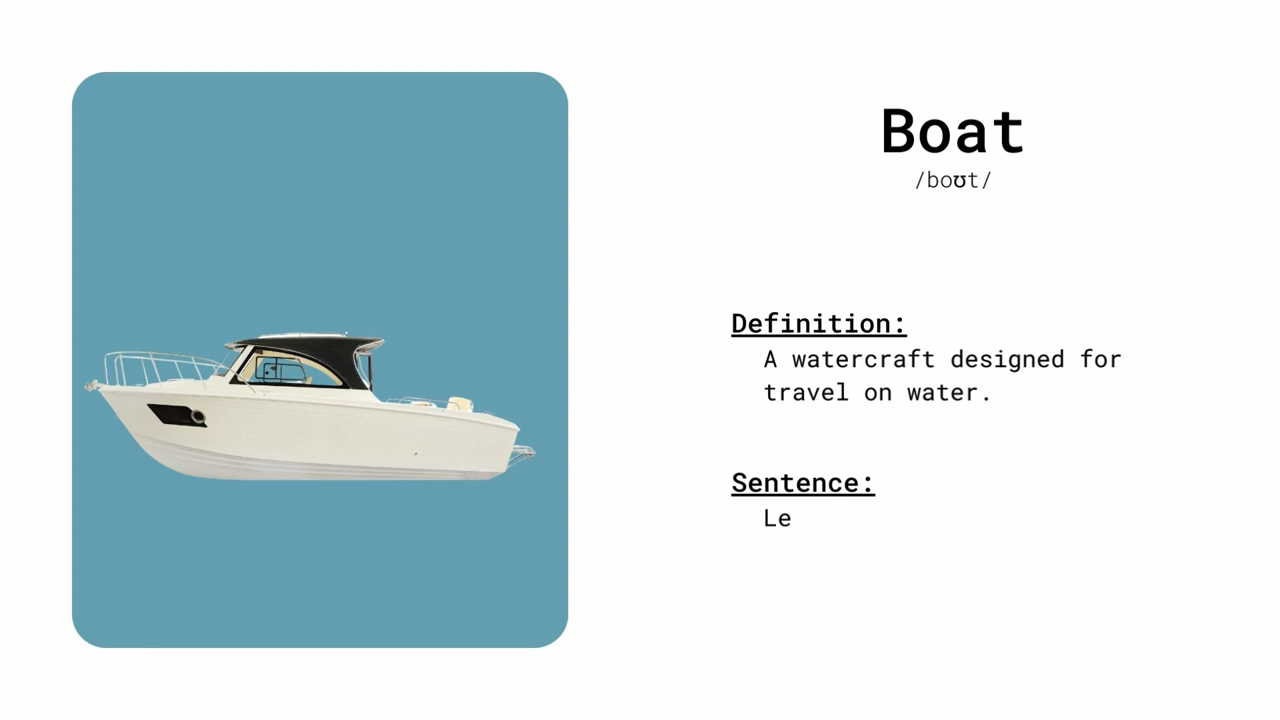 Boat
/boʊt/
Definition:
A watercraft designed for
travel on water.
Sentence:
Le